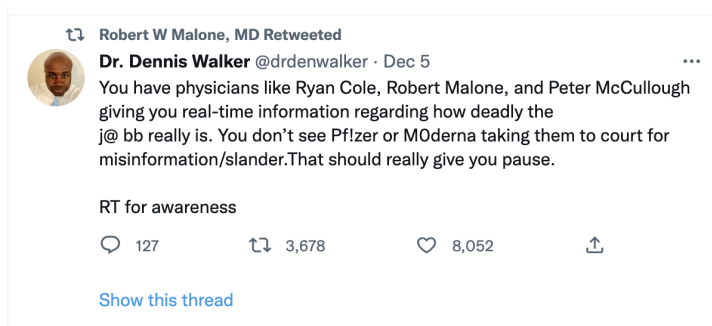 Robert W Malone, MD Retweeted
Dr. Dennis Walker @drdenwalker · Dec 5
You have physicians like Ryan Cole, Robert Malone, and Peter McCullough
giving you real-time information regarding how deadly the
j@ bb really is. You don’t see Pf!zer or M0derna taking them to court for
misinformation/slander.That should really give you pause.
RT for awareness
127 3,678 8,052
Show this thread